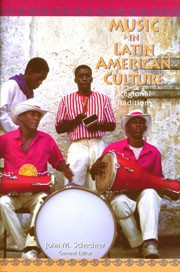 MUSIC
IN
LATIN
AMERICAN
CULTURE
Regional
Traditions
John M. Schechter
General Editor